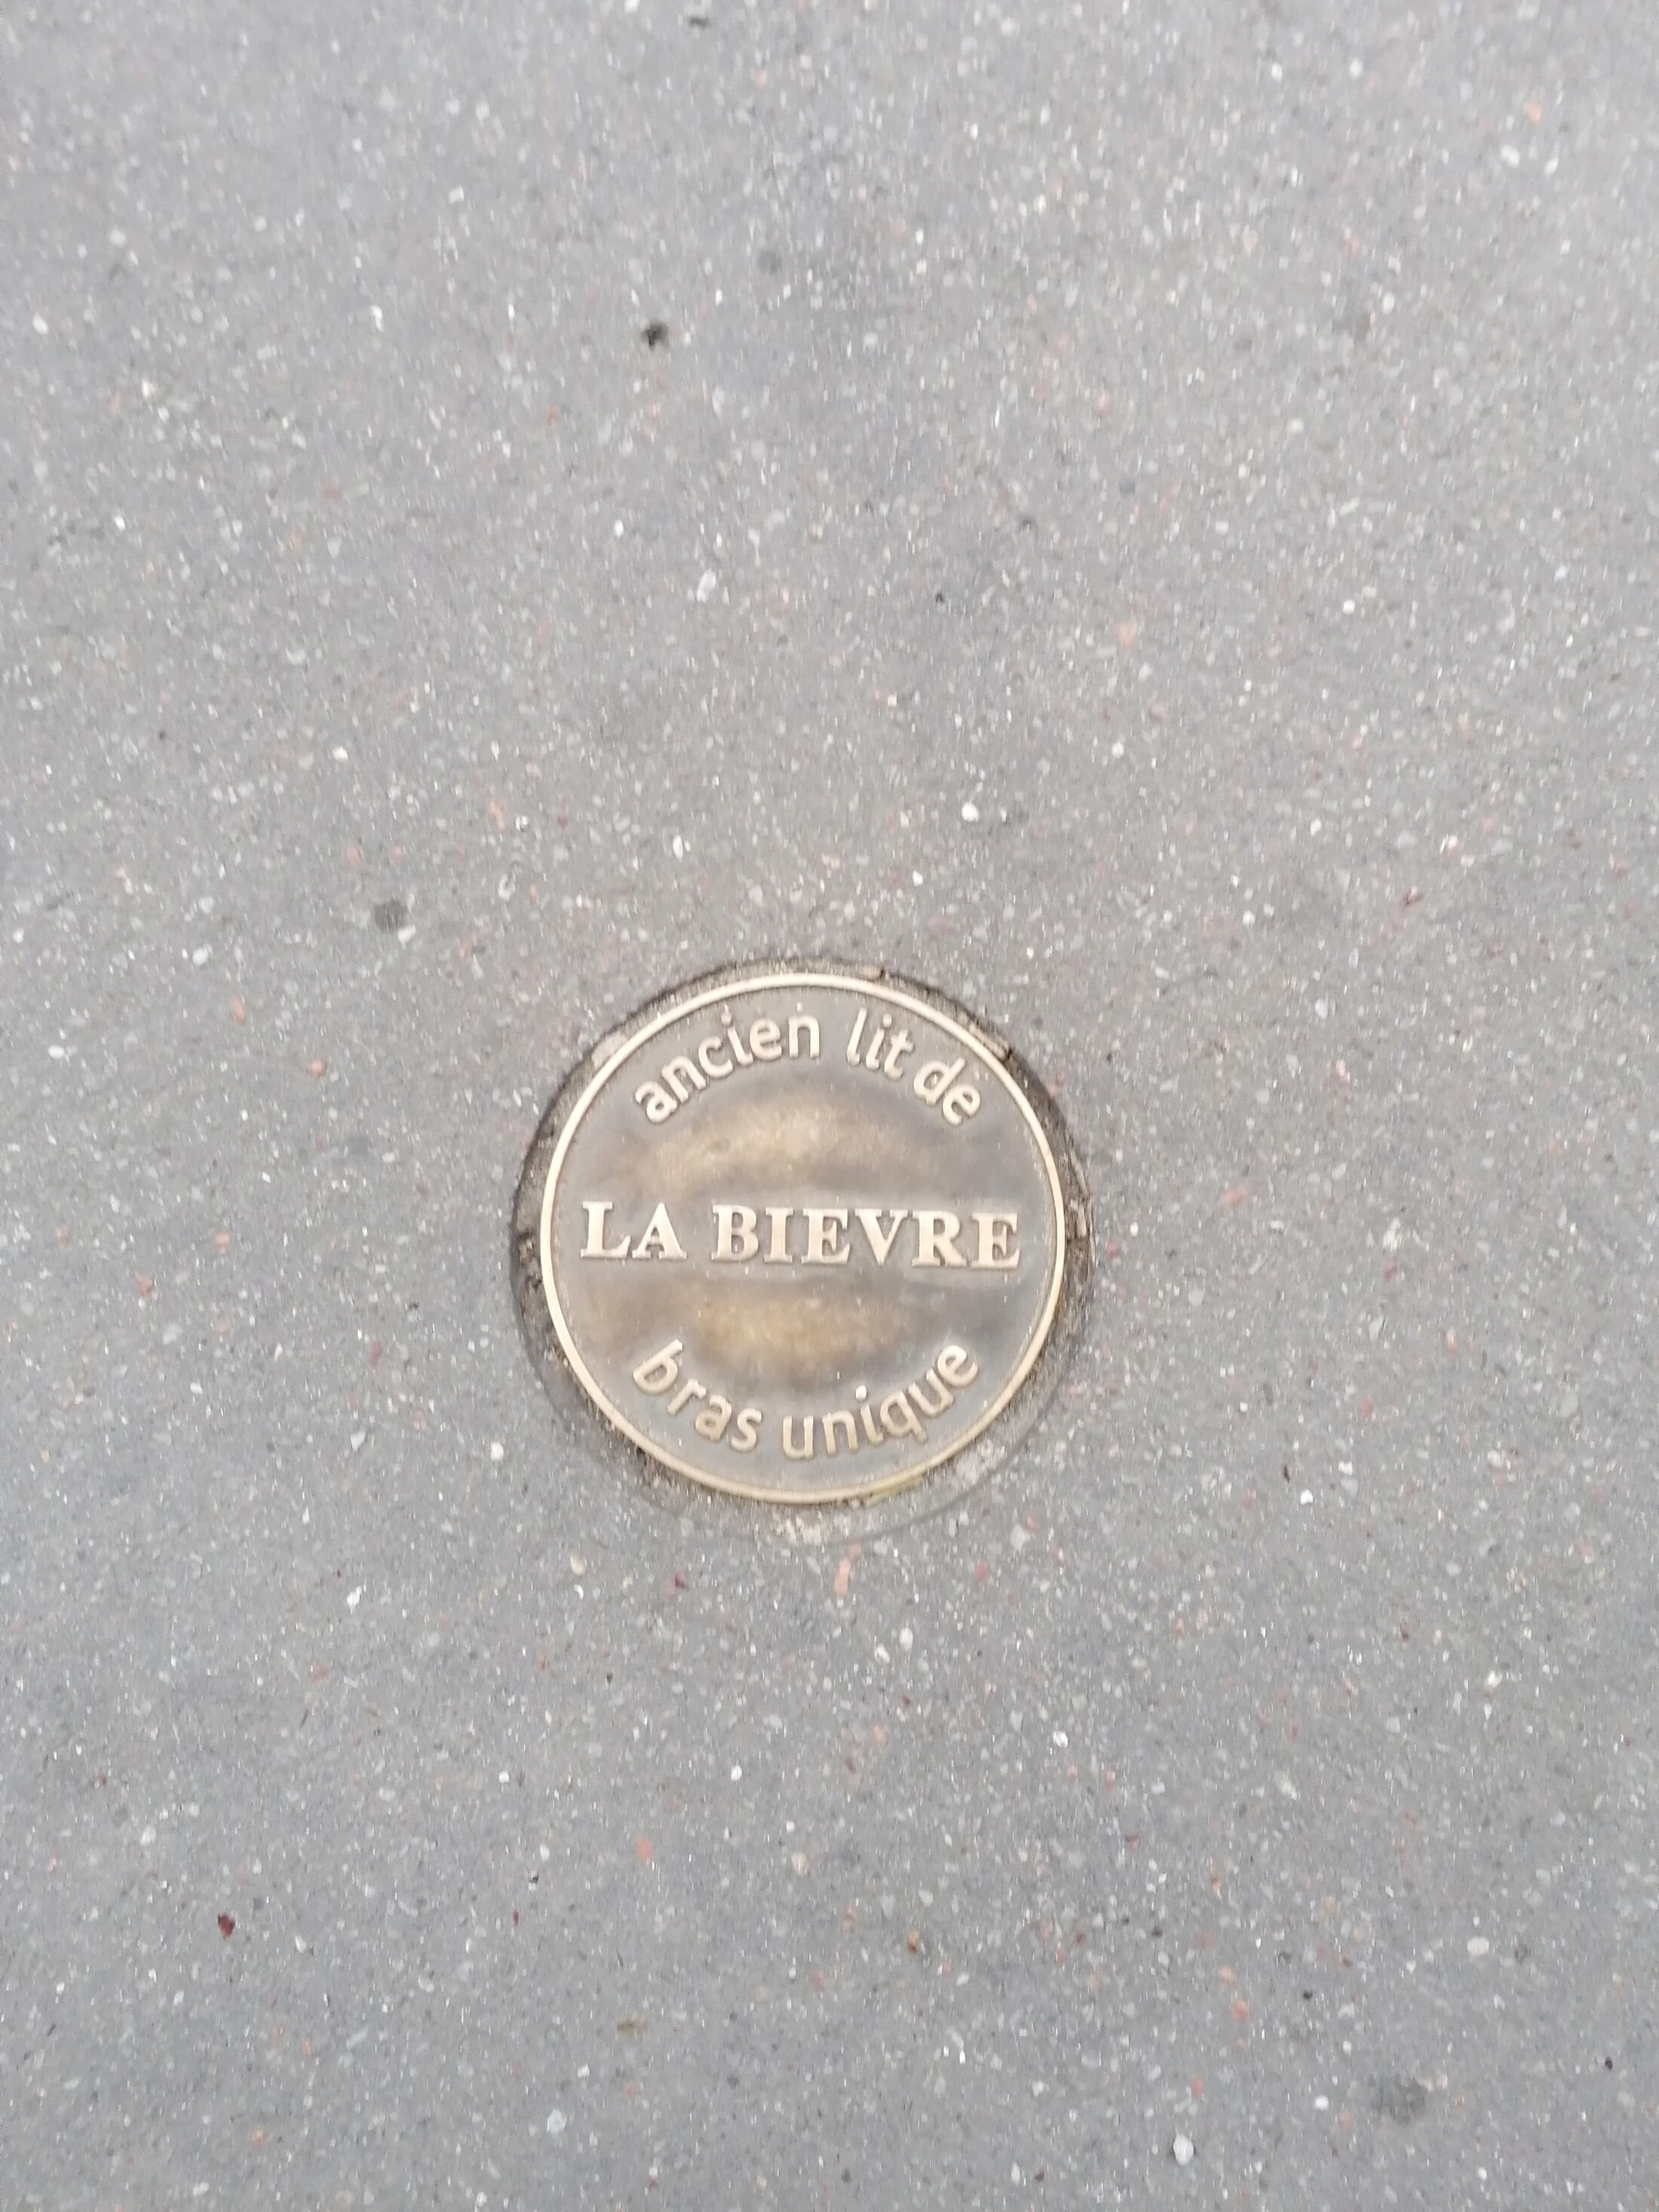 ancien lit de
LA BIEVRE
bras unique